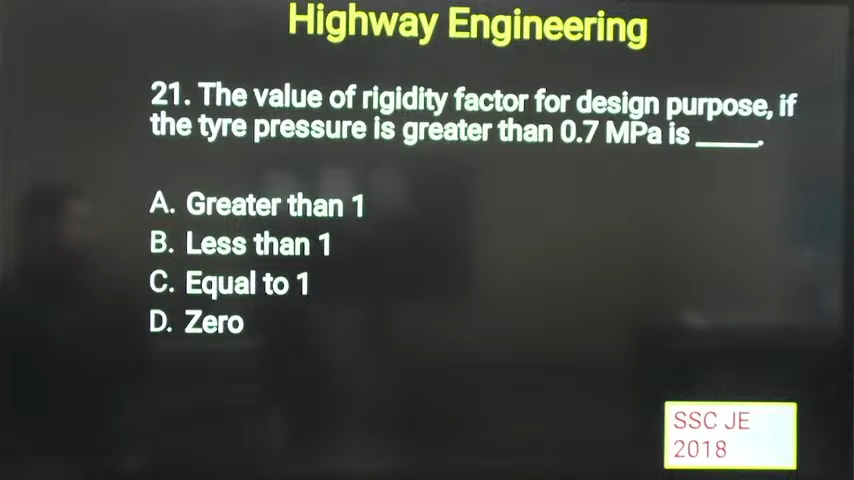 Highway Engineering
21. The value of rigidity factor for design purpose, if
the tyre pressure is greater than 0.7 MPa is _____.
A. Greater than 1
B. Less than 1
C. Equal to 1
D. Zero
SSC JE
2018